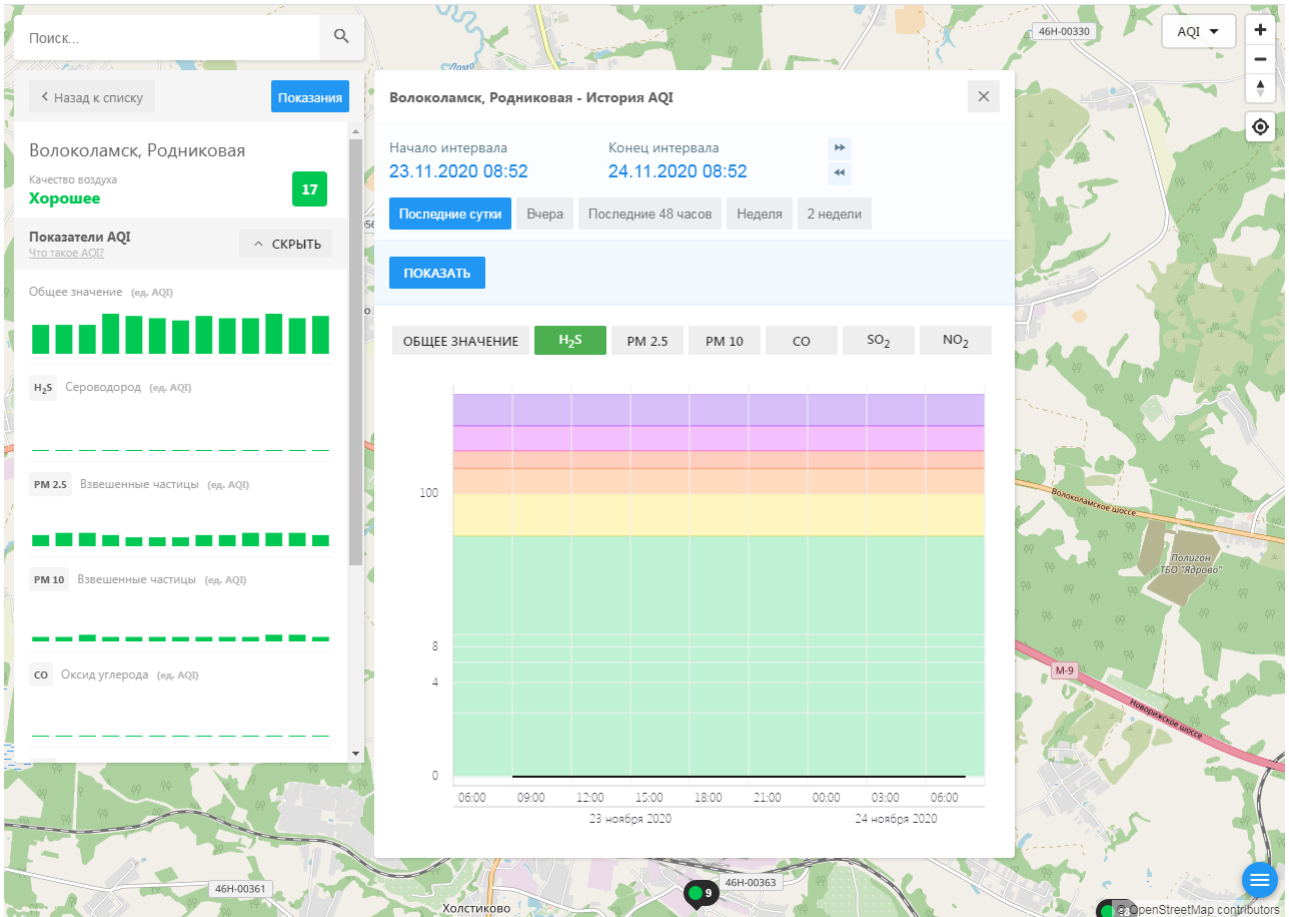 Поиск...
46Н-00330
AQI
Назад к списку
Показания
Волоколамск, Родниковая
Качество воздуха
Хорошее
17
Показатели AQI
Что такое AQI?
СКРЫТЬ
Общее значение (ед. AQI)
H₂S Сероводород (ед. AQI)
PM 2.5 Взвешенные частицы (ед. AQI)
PM 10 Взвешенные частицы (ед. AQI)
CO Оксид углерода (ед. AQI)
Волоколамск, Родниковая - История AQI
Начало интервала
23.11.2020 08:52
Конец интервала
24.11.2020 08:52
Последние сутки
Вчера
Последние 48 часов
Неделя
2 недели
ПОКАЗАТЬ
ОБЩЕЕ ЗНАЧЕНИЕ
H₂S
PM 2.5
PM 10
CO
SO₂
NO₂
100
8
4
0
06:00 09:00 12:00 15:00 18:00 21:00 00:00 03:00 06:00
23 ноября 2020 24 ноября 2020
Волоколамское шоссе
Полигон
ТБО "Ядрово"
М-9
Новорижское шоссе
46Н-00361
46Н-00363
9
Холстиково
© OpenStreetMap contributors